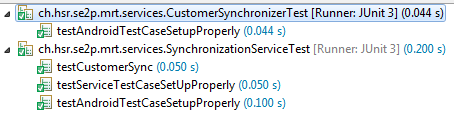 ch.hsr.se2p.mrt.services.CustomerSynchronizerTest [Runner: JUnit 3] (0.044 s)
testAndroidTestCaseSetupProperly (0.044 s)
ch.hsr.se2p.mrt.services.SynchronizationServiceTest [Runner: JUnit 3] (0.200 s)
testCustomerSync (0.050 s)
testServiceTestCaseSetUpProperly (0.050 s)
testAndroidTestCaseSetupProperly (0.100 s)